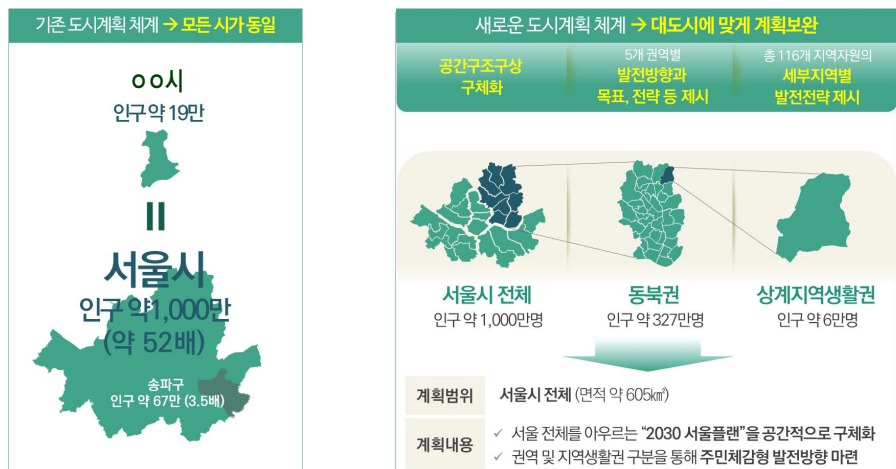 기존 도시계획 체계 → 모든 시가 동일
ㅇㅇ시
인구 약 19만
=
서울시
인구 약1,000만
(약 52배)
송파구
인구 약 67만 (3.5배)
새로운 도시계획 체계 → 대도시에 맞게 계획보완
공간구조구상
구체화
5개 권역별
발전방향과
목표, 전략 등 제시
총 116개 지역자원의
세부지역별
발전전략 제시
서울시 전체
인구 약 1,000만명
동북권
인구 약 327만명
상계지역생활권
인구 약 6만명
계획범위
서울시 전체 (면적 약 605㎢)
계획내용
✓ 서울 전체를 아우르는 “2030 서울플랜”을 공간적으로 구체화
✓ 권역 및 지역생활권 구분을 통해 주민체감형 발전방향 마련